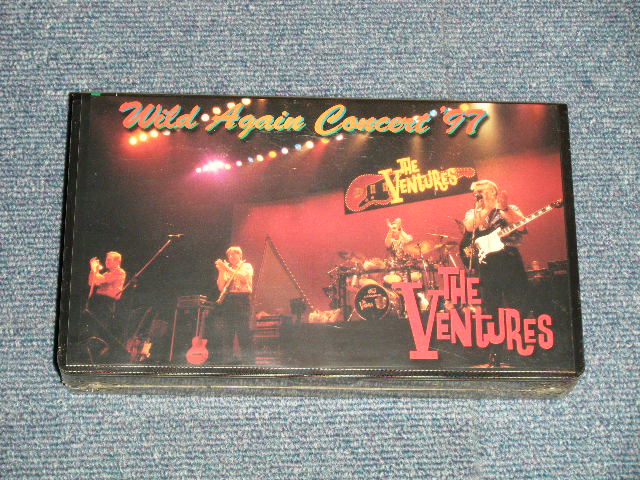 Wild Again Concert '97
THE
VENTURES
THE
VENTURES